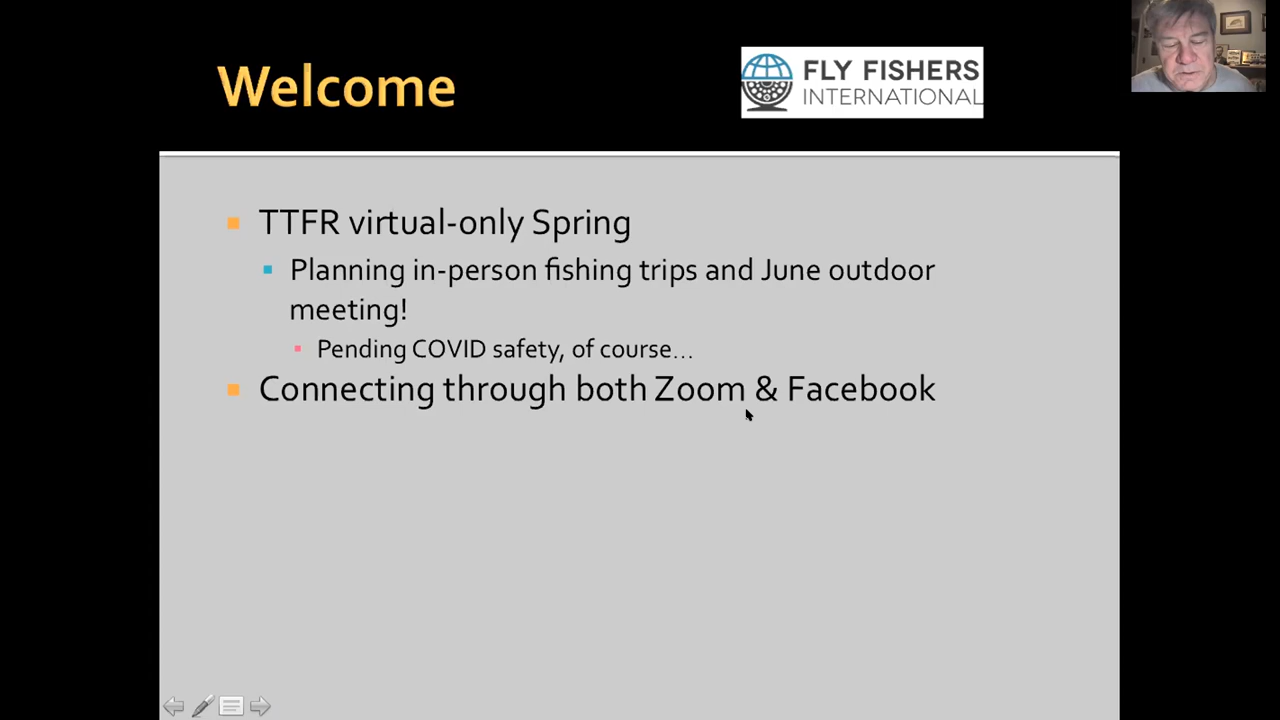 Welcome
FLY FISHERS
INTERNATIONAL
TTFR virtual-only Spring
Planning in-person fishing trips and June outdoor
meeting!
Pending COVID safety, of course...
Connecting through both Zoom & Facebook